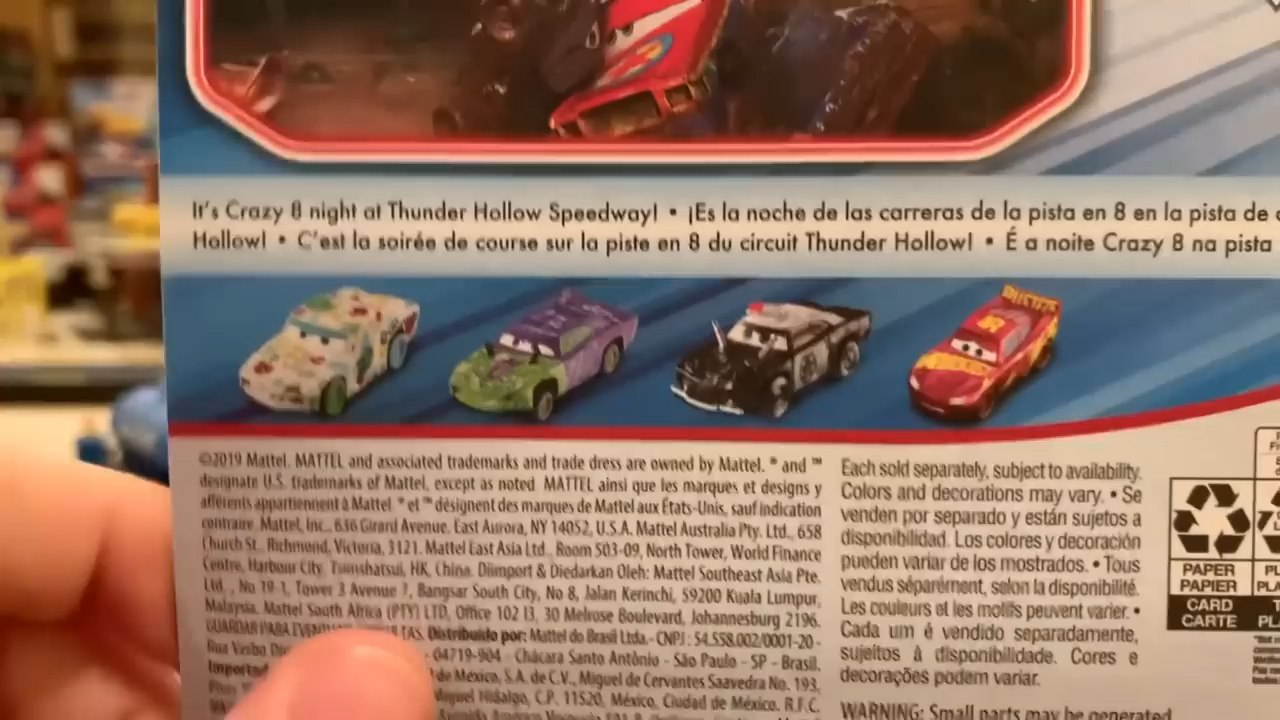 It's Crazy 8 night at Thunder Hollow Speedway! • ¡Es la noche de las carreras de la pista en 8 en la pista de
Hollow! • C'est la soirée de course sur la piste en 8 du circuit Thunder Hollow! • É a noite Crazy 8 na pista
©2019 Mattel. MATTEL and associated trademarks and trade dress are owned by Mattel. ® and ™
designate U.S. trademarks of Mattel, except as noted. MATTEL ainsi que les marques et designs y
afférents appartiennent à Mattel. ® et ™ désignent des marques de Mattel aux États-Unis, sauf indication
contraire. Mattel, Inc., 636 Girard Avenue, East Aurora, NY 14052, U.S.A. Mattel Australia Pty. Ltd., 658
Church St., Richmond, Victoria, 3121. Mattel East Asia Ltd., Room 503-09, North Tower, World Finance
Centre, Harbour City, Tsimshatsui, HK, China. Diimport & Diedarkan Oleh: Mattel Southeast Asia Pte.
Ltd., No 19-1, Tower 3 Avenue 7, Bangsar South City, No 8, Jalan Kerinchi, 59200 Kuala Lumpur,
Malaysia. Mattel South Africa (PTY) LTD, Office 102 I3, 30 Melrose Boulevard, Johannesburg 2196.
GUARDAR PARA Distribuido por: Mattel do Brasil Ltda.- CNPJ : 54.558.002/0001-20 -
Rua Verbo - 04719-904 - Chácara Santo Antônio - São Paulo - SP - Brasil.
de México, S.A. de C.V., Miguel de Cervantes Saavedra No. 193,
Miguel Hidalgo, C.P. 11520, México, Ciudad de México. R.F.C.
Each sold separately, subject to availability.
Colors and decorations may vary. • Se
venden por separado y están sujetos a
disponibilidad. Los colores y decoración
pueden variar de los mostrados. • Tous
vendus séparément, selon la disponibilité.
Les couleurs et les motifs peuvent varier. •
Cada um é vendido separadamente,
sujeitos à disponibilidade. Cores e
decorações podem variar.
WARNING: Small parts may be generated
PAPER
PAPIER
CARD
CARTE